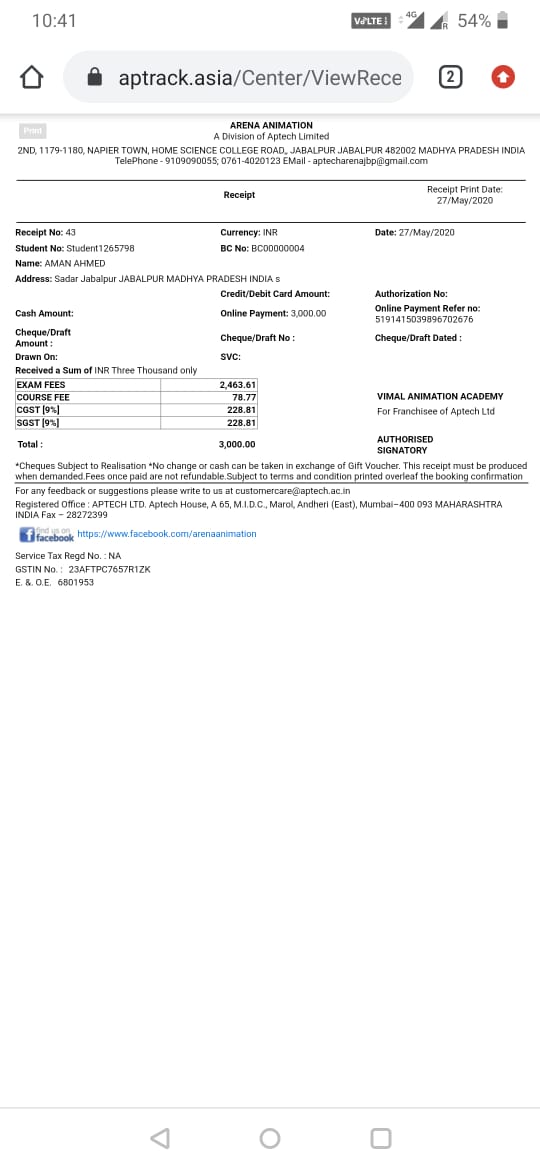 10:41
VoLTE 4G R 54%
aptrack.asia/Center/ViewRece
2
Print
ARENA ANIMATION
A Division of Aptech Limited
2ND, 1179-1180, NAPIER TOWN, HOME SCIENCE COLLEGE ROAD,, JABALPUR JABALPUR 482002 MADHYA PRADESH INDIA
TelePhone - 9109090055; 0761-4020123 EMail - aptecharenajbp@gmail.com
Receipt
Receipt Print Date:
27/May/2020
Receipt No: 43 Currency: INR Date: 27/May/2020
Student No: Student1265798 BC No: BC00000004
Name: AMAN AHMED
Address: Sadar Jabalpur JABALPUR MADHYA PRADESH INDIA s
Credit/Debit Card Amount: Authorization No:
Cash Amount: Online Payment: 3,000.00 Online Payment Refer no:
5191415039896702676
Cheque/Draft
Amount : Cheque/Draft No : Cheque/Draft Dated :
Drawn On: SVC:
Received a Sum of INR Three Thousand only
EXAM FEES 2,463.61
COURSE FEE 78.77
CGST [9%] 228.81
SGST [9%] 228.81
VIMAL ANIMATION ACADEMY
For Franchisee of Aptech Ltd
Total : 3,000.00
AUTHORISED
SIGNATORY
*Cheques Subject to Realisation *No change or cash can be taken in exchange of Gift Voucher. This receipt must be produced
when demanded.Fees once paid are not refundable.Subject to terms and condition printed overleaf the booking confirmation
For any feedback or suggestions please write to us at customercare@aptech.ac.in
Registered Office : APTECH LTD. Aptech House, A 65, M.I.D.C., Marol, Andheri (East), Mumbai–400 093 MAHARASHTRA
INDIA Fax – 28272399
f find us on
facebook https://www.facebook.com/arenaanimation
Service Tax Regd No. : NA
GSTIN No. : 23AFTPC7657R1ZK
E. &. O.E. 6801953